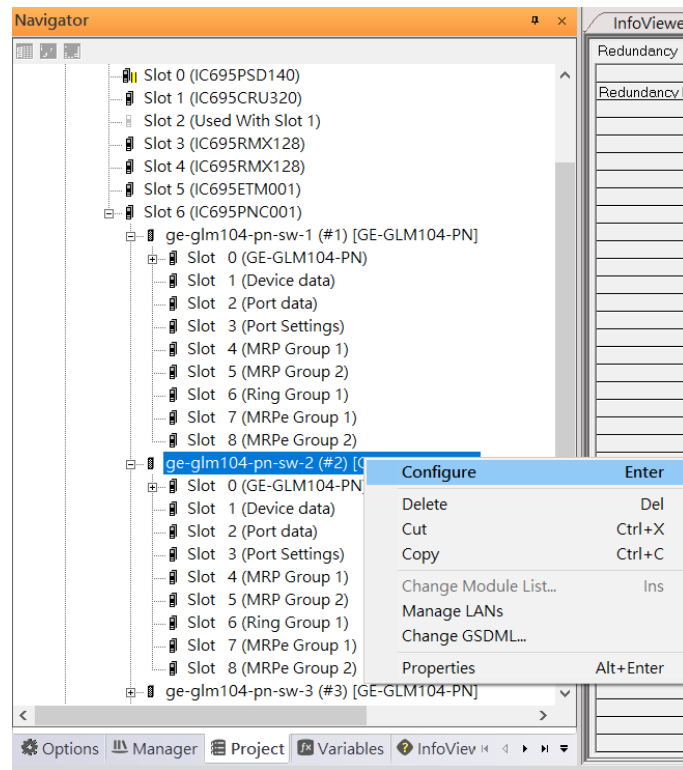 Navigator
InfoViewe
Redundancy
Redundancy
Slot 0 (IC695PSD140)
Slot 1 (IC695CRU320)
Slot 2 (Used With Slot 1)
Slot 3 (IC695RMX128)
Slot 4 (IC695RMX128)
Slot 5 (IC695ETM001)
Slot 6 (IC695PNC001)
ge-glm104-pn-sw-1 (#1) [GE-GLM104-PN]
Slot 0 (GE-GLM104-PN)
Slot 1 (Device data)
Slot 2 (Port data)
Slot 3 (Port Settings)
Slot 4 (MRP Group 1)
Slot 5 (MRP Group 2)
Slot 6 (Ring Group 1)
Slot 7 (MRPe Group 1)
Slot 8 (MRPe Group 2)
ge-glm104-pn-sw-2 (#2) [G
Slot 0 (GE-GLM104-PN
Slot 1 (Device data)
Slot 2 (Port data)
Slot 3 (Port Settings)
Slot 4 (MRP Group 1)
Slot 5 (MRP Group 2)
Slot 6 (Ring Group 1)
Slot 7 (MRPe Group 1)
Slot 8 (MRPe Group 2)
ge-glm104-pn-sw-3 (#3) [GE-GLM104-PN]
Configure Enter
Delete Del
Cut Ctrl+X
Copy Ctrl+C
Change Module List... Ins
Manage LANs
Change GSDML...
Properties Alt+Enter
Options Manager Project Variables InfoView